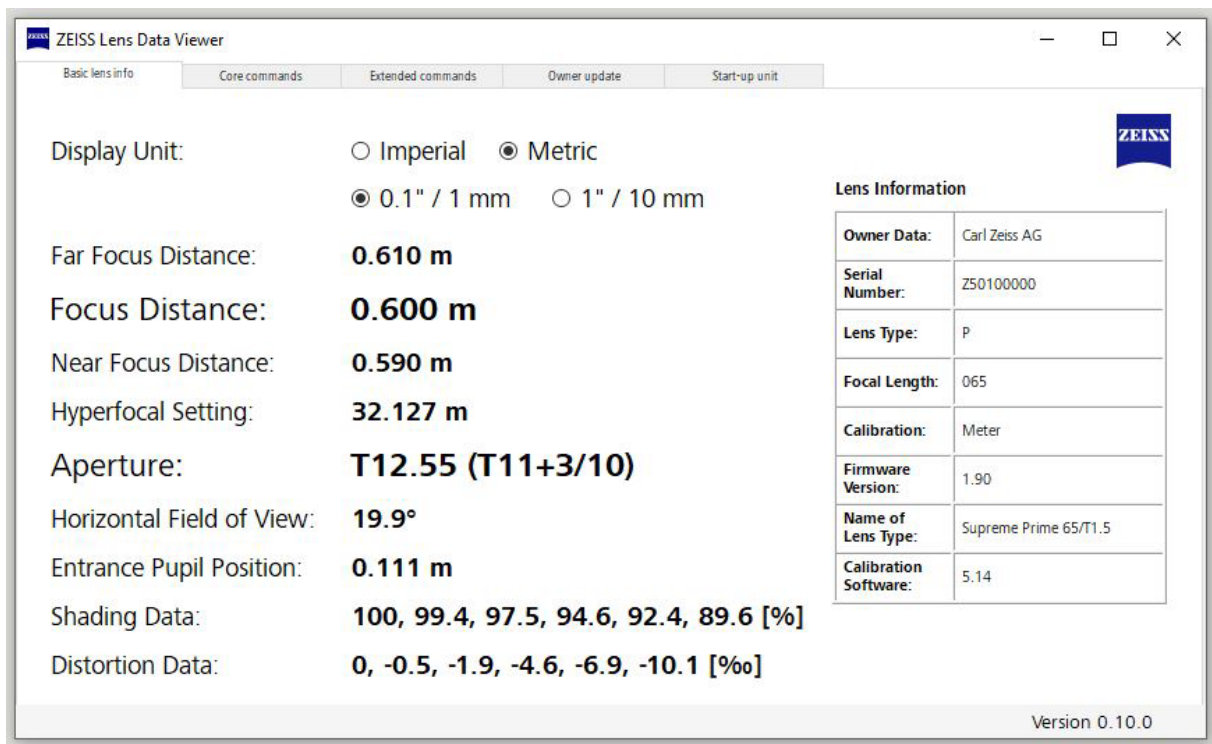 ZEISS Lens Data Viewer
Basic lens info Core commands Extended commands Owner update Start-up unit
ZEISS
Display Unit: Imperial Metric
0.1" / 1 mm 1" / 10 mm
Far Focus Distance: 0.610 m
Focus Distance: 0.600 m
Near Focus Distance: 0.590 m
Hyperfocal Setting: 32.127 m
Aperture: T12.55 (T11+3/10)
Horizontal Field of View: 19.9°
Entrance Pupil Position: 0.111 m
Shading Data: 100, 99.4, 97.5, 94.6, 92.4, 89.6 [%]
Distortion Data: 0, -0.5, -1.9, -4.6, -6.9, -10.1 [‰]
Lens Information
Owner Data: Carl Zeiss AG
Serial
Number: Z50100000
Lens Type: P
Focal Length: 065
Calibration: Meter
Firmware
Version: 1.90
Name of
Lens Type: Supreme Prime 65/T1.5
Calibration
Software: 5.14
Version 0.10.0